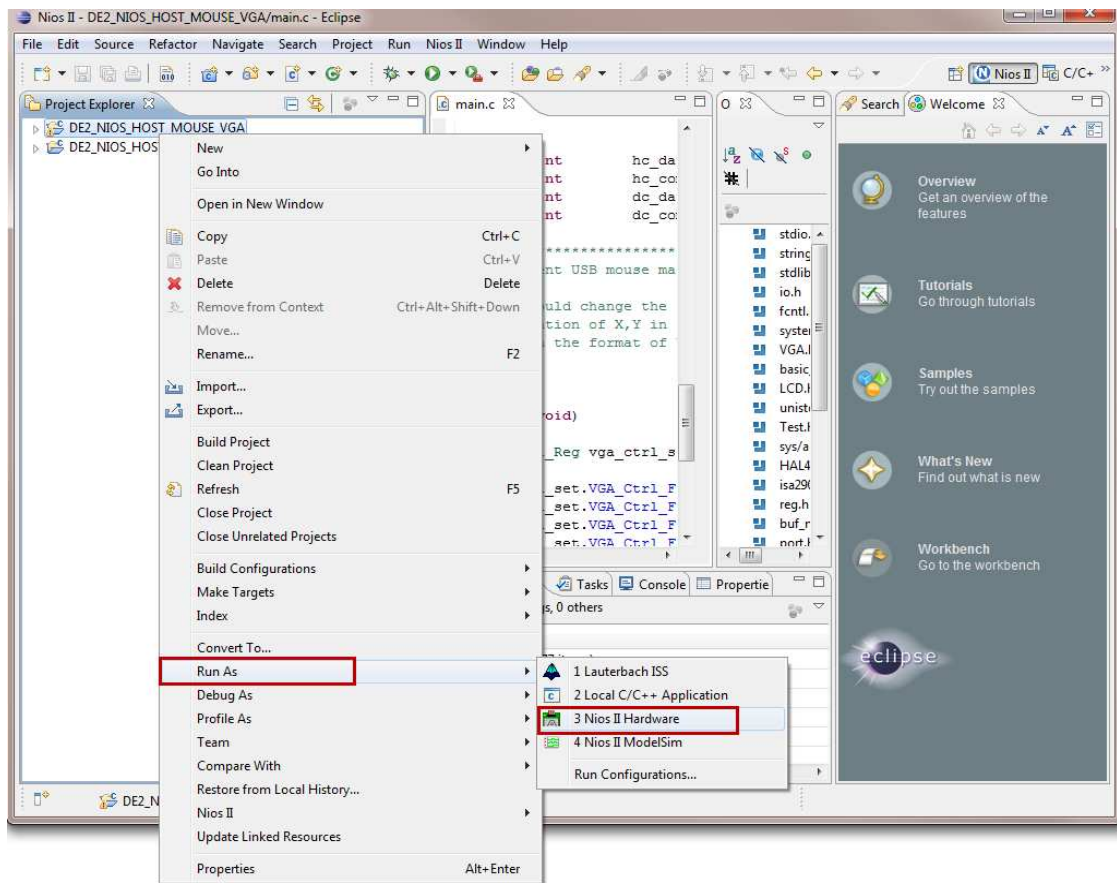 Nios II - DE2_NIOS_HOST_MOUSE_VGA/main.c - Eclipse
File Edit Source Refactor Navigate Search Project Run Nios II Window Help
Nios II C/C+ »
Project Explorer
DE2_NIOS_HOST_MOUSE_VGA
DE2_NIOS_HOS
New
Go Into
Open in New Window
Copy Ctrl+C
Paste Ctrl+V
Delete Delete
Remove from Context Ctrl+Alt+Shift+Down
Move...
Rename... F2
Import...
Export...
Build Project
Clean Project
Refresh F5
Close Project
Close Unrelated Projects
Build Configurations
Make Targets
Index
Convert To...
Run As
Debug As
Profile As
Team
Compare With
Restore from Local History...
Nios II
Update Linked Resources
Properties Alt+Enter
1 Lauterbach ISS
2 Local C/C++ Application
3 Nios II Hardware
4 Nios II ModelSim
Run Configurations...
main.c
nt hc_da
nt hc_co
nt dc_da
nt dc_co
*****************
nt USB mouse ma
uld change the
tion of X,Y in
the format of
oid)
_Reg vga_ctrl_s
_set.VGA_Ctrl_F
_set.VGA_Ctrl_F
_set.VGA_Ctrl_F
set.VGA_Ctrl_F
Tasks Console Propertie
s, 0 others
O
stdio.
string
stdlib
io.h
fcntl.
syste
VGA.
basic_
LCD.
unist
Test.
sys/a
HAL4
isa290
reg.h
buf_
port.
Search Welcome
Overview
Get an overview of the
features
Tutorials
Go through tutorials
Samples
Try out the samples
What's New
Find out what is new
Workbench
Go to the workbench
eclipse
DE2_N